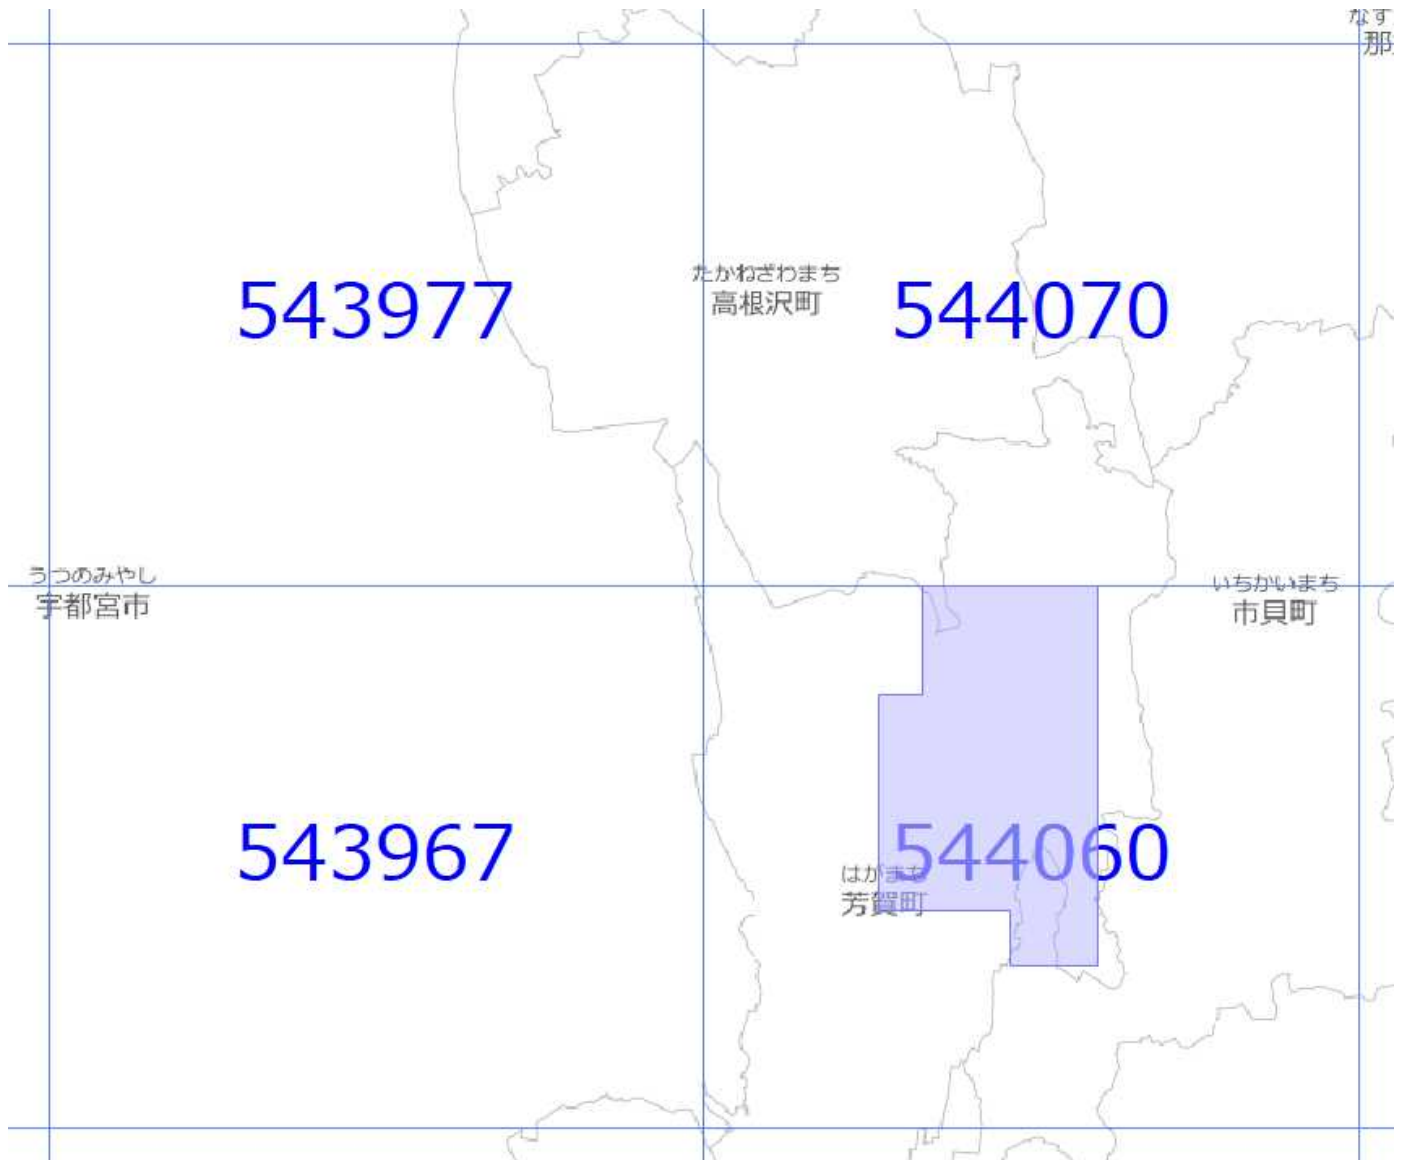 なす
那
たかねざわまち
高根沢町
543977
544070
うつのみやし
宇都宮市
いちかいまち
市貝町
543967
544060
はがまち
芳賀町